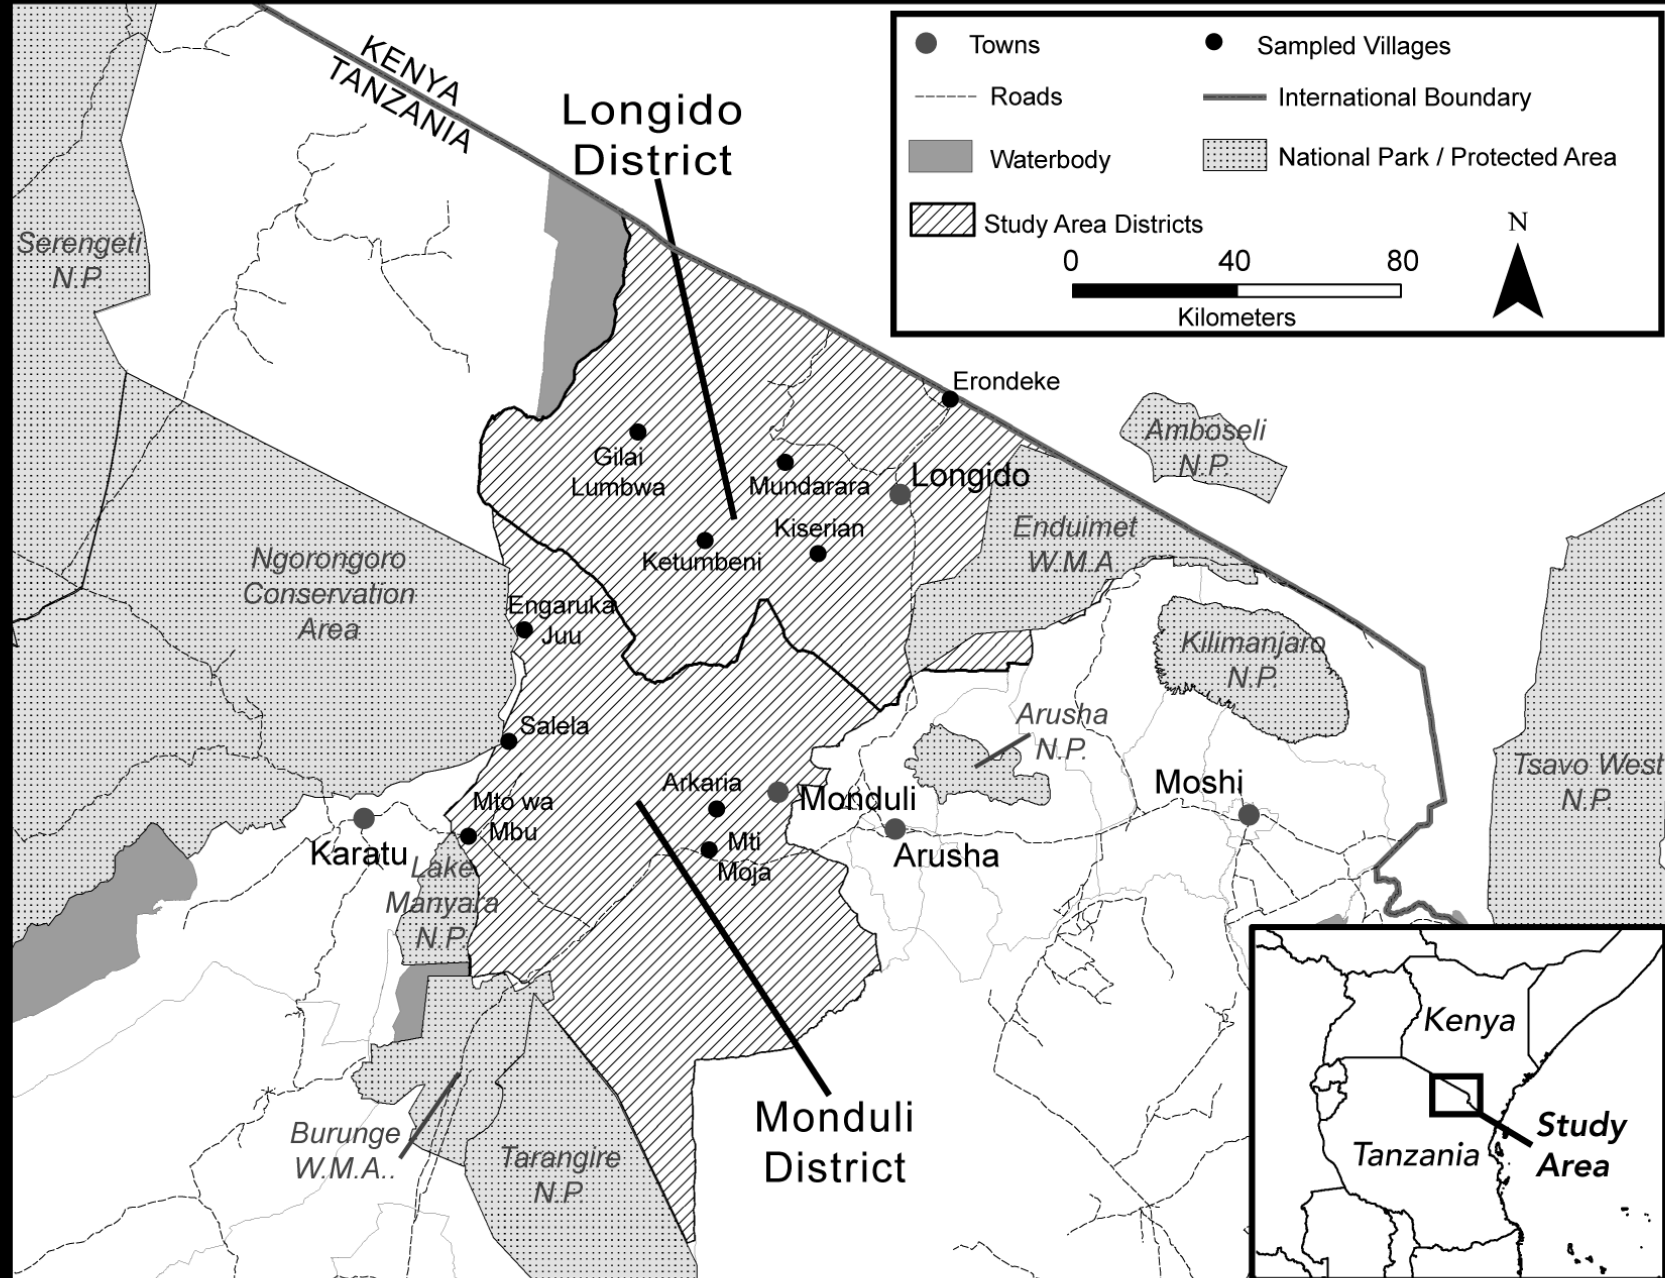 KENYA
TANZANIA
Longido
District
Towns
Sampled Villages
Roads
International Boundary
Waterbody
National Park / Protected Area
Study Area Districts
N
0 40 80
Kilometers
Serengeti
N.P.
Erondeke
Amboseli
N.P
Gilai
Lumbwa
Mundarara
Longido
Kiserian
Ketumbeni
Enduimet
W.M.A
Ngorongoro
Conservation
Area
Engaruka
Juu
Kilimanjaro
N.P.
Salela
Arusha
N.P.
Tsavo West
N.P
Arkaria
Monduli
Moshi
Mto wa
Mbu
Mti
Moja
Karatu
Arusha
Lake
Manyara
N.P
Monduli
District
Burunge
W.M.A..
Tarangire
N.P
Kenya
Tanzania
Study
Area